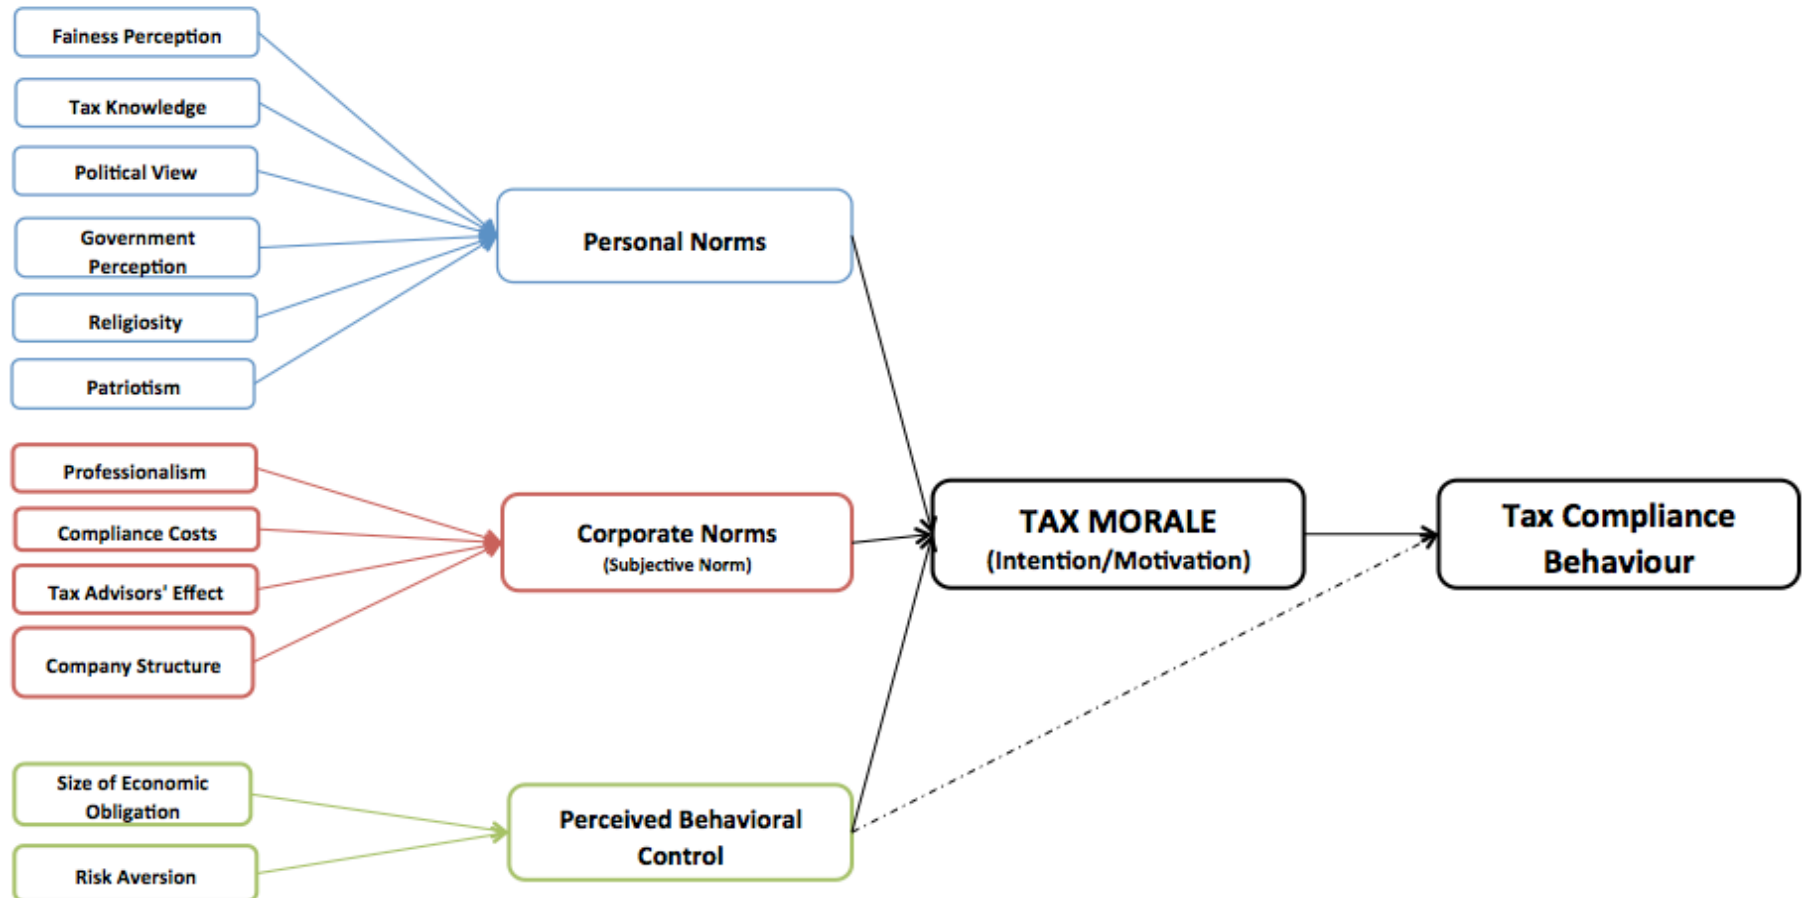 Fainess Perception
Tax Knowledge
Political View
Government
Perception
Religiosity
Patriotism
Professionalism
Compliance Costs
Tax Advisors' Effect
Company Structure
Size of Economic
Obligation
Risk Aversion
Personal Norms
Corporate Norms
(Subjective Norm)
Perceived Behavioral
Control
TAX MORALE
(Intention/Motivation)
Tax Compliance
Behaviour